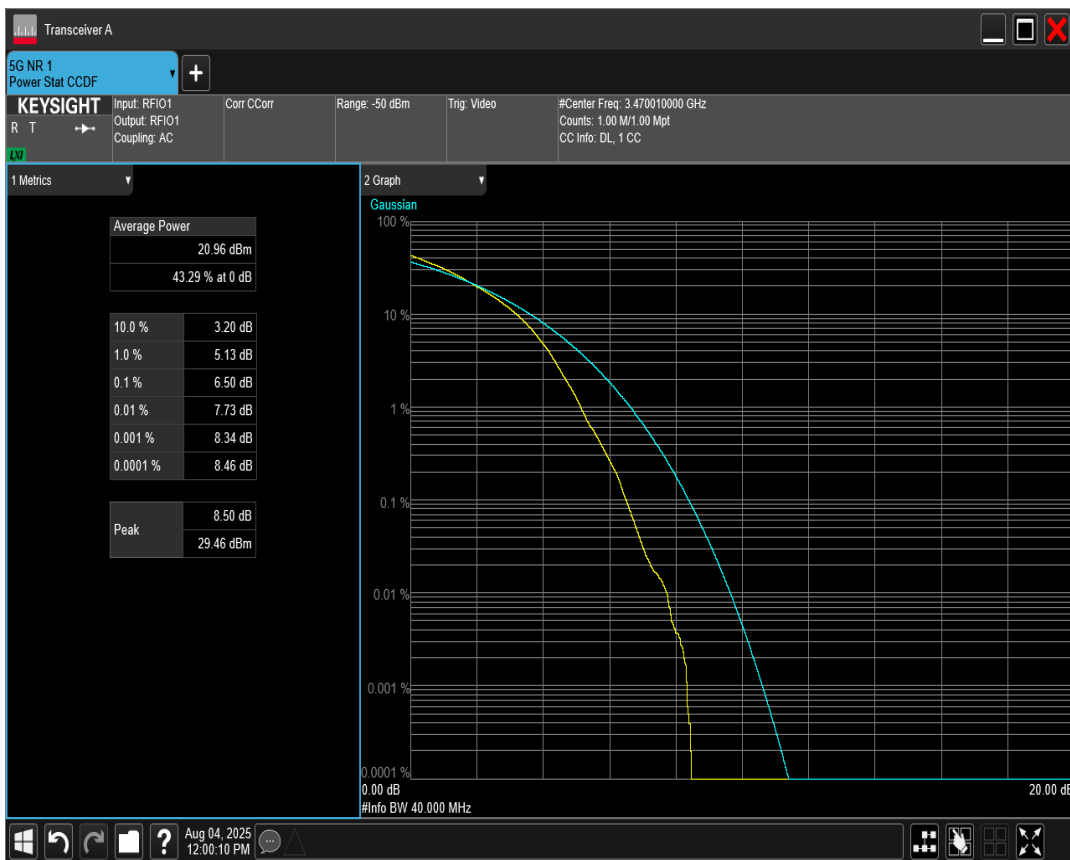 Transceiver A
5G NR 1
Power Stat CCDF
KEYSIGHT
R T
LXI
Input: RFIO1
Output: RFIO1
Coupling: AC
Corr CCorr
Range: -50 dBm
Trig: Video
#Center Freq: 3.470010000 GHz
Counts: 1.00 M/1.00 Mpt
CC Info: DL, 1 CC
1 Metrics
Average Power
20.96 dBm
43.29 % at 0 dB
10.0 % 3.20 dB
1.0 % 5.13 dB
0.1 % 6.50 dB
0.01 % 7.73 dB
0.001 % 8.34 dB
0.0001 % 8.46 dB
Peak 8.50 dB
29.46 dBm
2 Graph
Gaussian
100 %
10 %
1 %
0.1 %
0.01 %
0.001 %
0.0001 %
0.00 dB 20.00 dB
#Info BW 40.000 MHz
?
Aug 04, 2025
12:00:10 PM